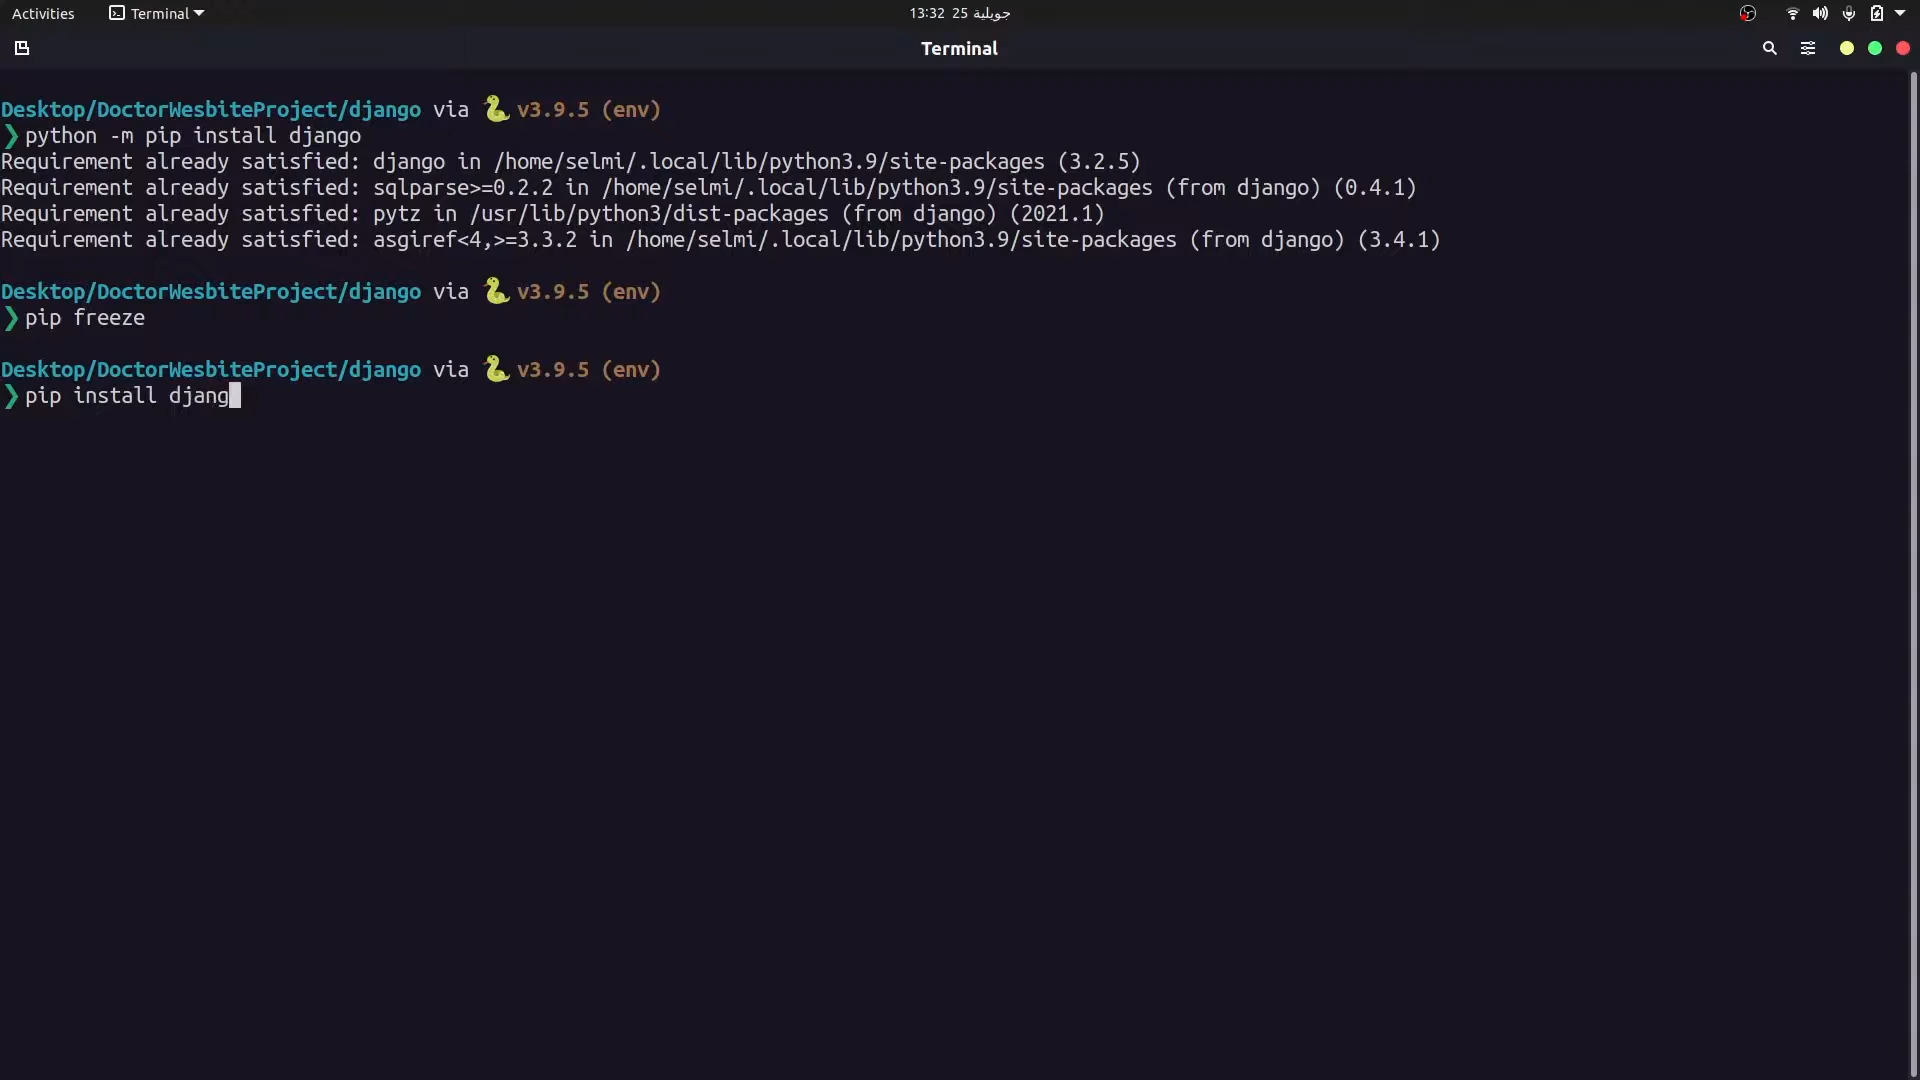 Activities Terminal 13:32 25 جويلية
Terminal
Desktop/DoctorWesbiteProject/django via v3.9.5 (env)
❯ python -m pip install django
Requirement already satisfied: django in /home/selmi/.local/lib/python3.9/site-packages (3.2.5)
Requirement already satisfied: sqlparse>=0.2.2 in /home/selmi/.local/lib/python3.9/site-packages (from django) (0.4.1)
Requirement already satisfied: pytz in /usr/lib/python3/dist-packages (from django) (2021.1)
Requirement already satisfied: asgiref<4,>=3.3.2 in /home/selmi/.local/lib/python3.9/site-packages (from django) (3.4.1)
Desktop/DoctorWesbiteProject/django via v3.9.5 (env)
❯ pip freeze
Desktop/DoctorWesbiteProject/django via v3.9.5 (env)
❯ pip install djang